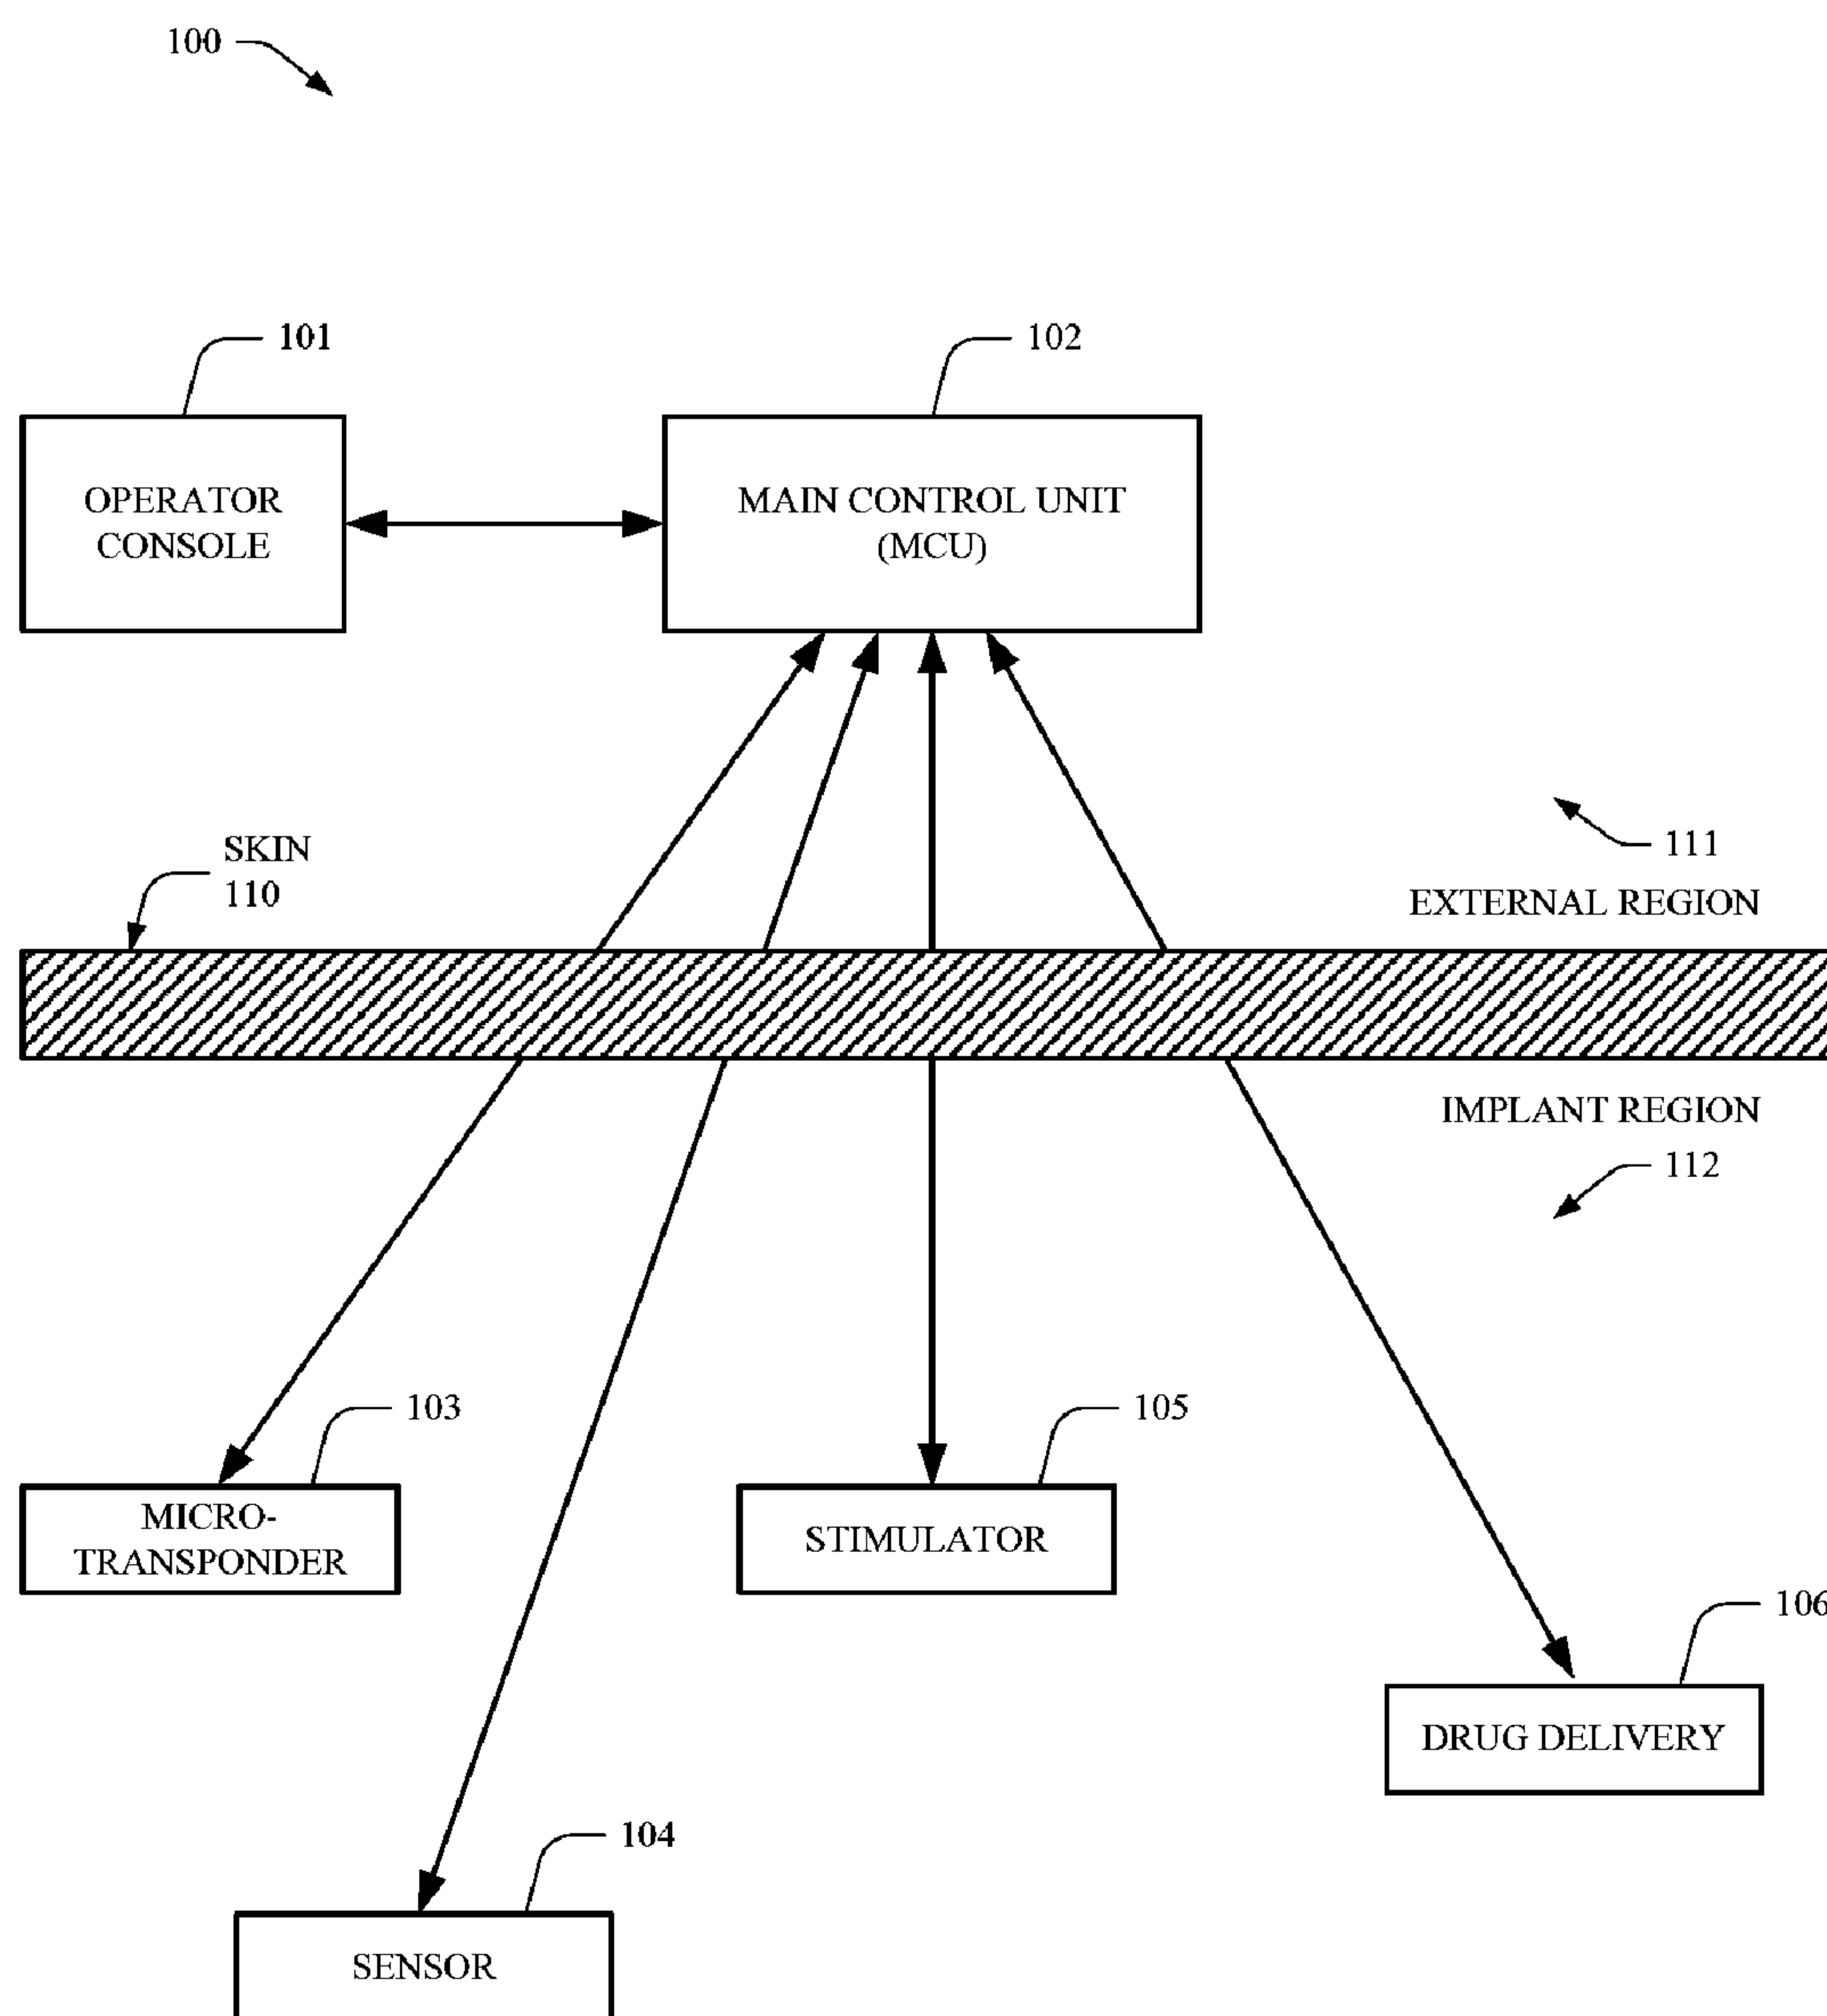 100
101
102
OPERATOR
CONSOLE
MAIN CONTROL UNIT
(MCU)
SKIN
110
111
EXTERNAL REGION
IMPLANT REGION
112
103
105
MICRO-
TRANSPONDER
STIMULATOR
106
DRUG DELIVERY
104
SENSOR